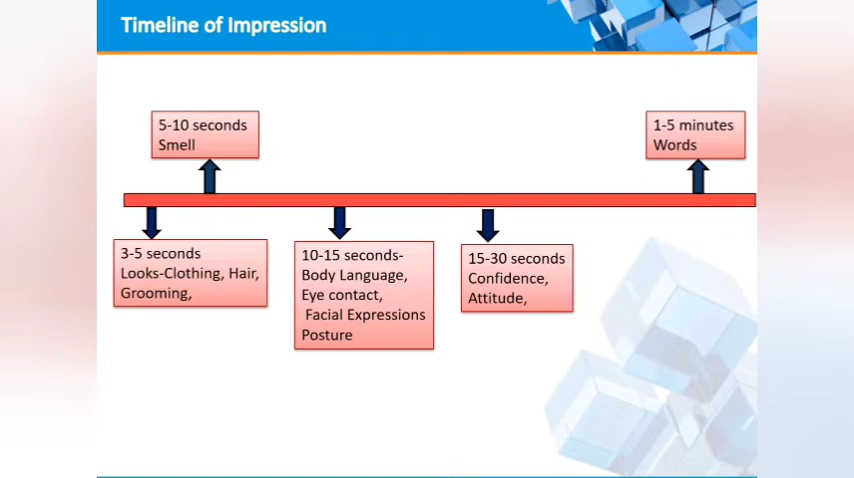 Timeline of Impression
5-10 seconds
Smell
1-5 minutes
Words
3-5 seconds
Looks-Clothing, Hair,
Grooming,
10-15 seconds-
Body Language,
Eye contact,
Facial Expressions
Posture
15-30 seconds
Confidence,
Attitude,